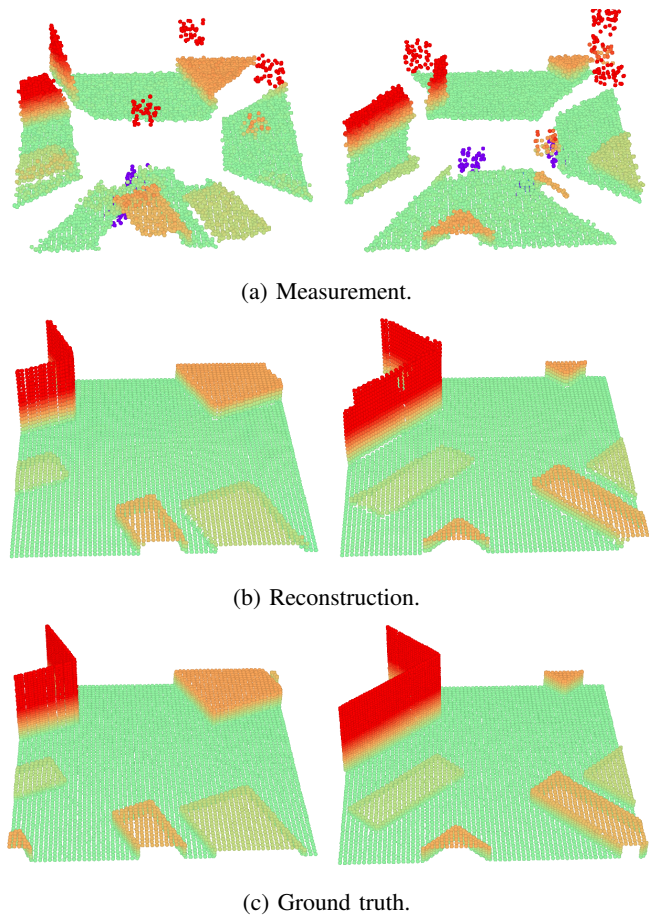 (a) Measurement.
(b) Reconstruction.
(c) Ground truth.